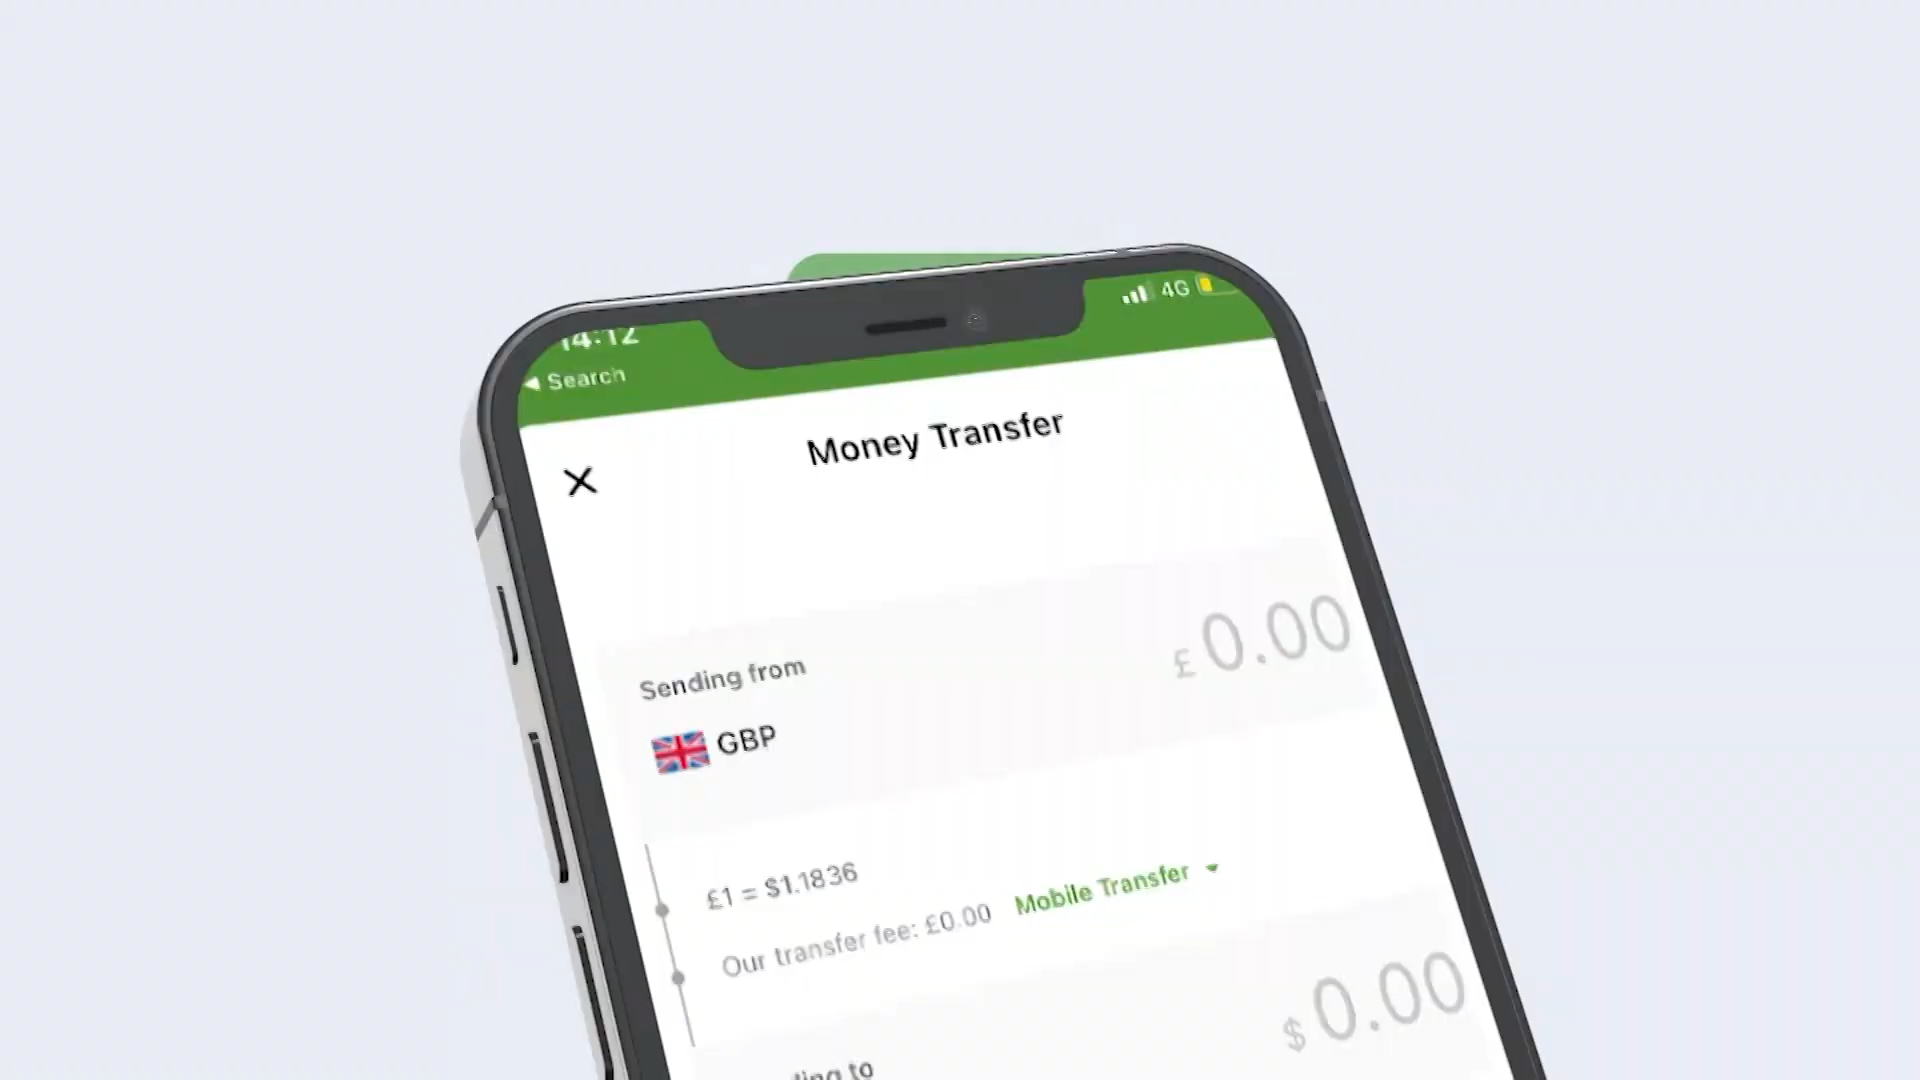 14:12
4G
Search
Money Transfer
Sending from
£ 0.00
GBP
£1 = $1.1836
Our transfer fee: £0.00 Mobile Transfer
$ 0.00
to